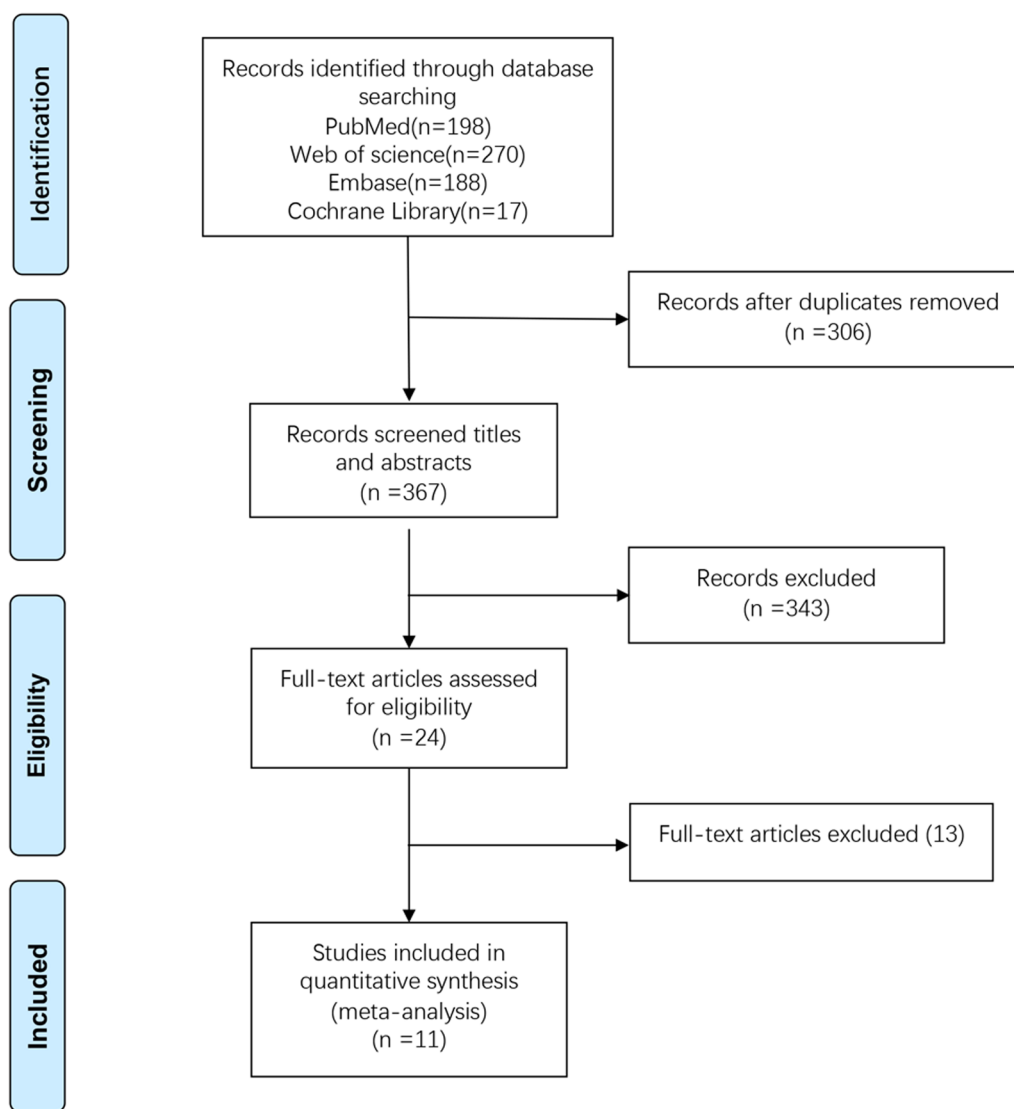 Identification
Records identified through database
searching
PubMed(n=198)
Web of science(n=270)
Embase(n=188)
Cochrane Library(n=17)
Records after duplicates removed
(n =306)
Screening
Records screened titles
and abstracts
(n =367)
Records excluded
(n =343)
Eligibility
Full-text articles assessed
for eligibility
(n =24)
Full-text articles excluded (13)
Included
Studies included in
quantitative synthesis
(meta-analysis)
(n =11)